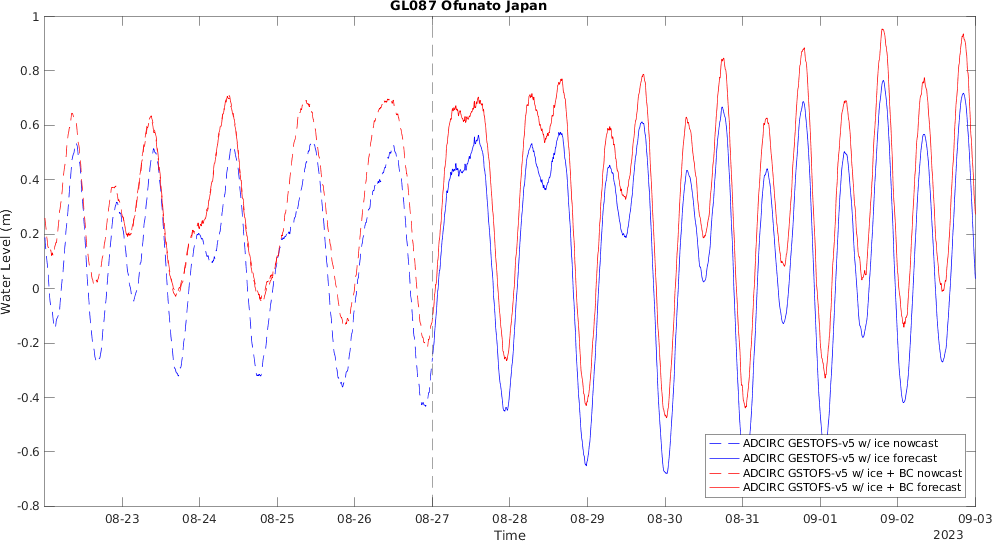 GL087 Ofunato Japan
1
0.8
0.6
0.4
0.2
0
-0.2
-0.4
-0.6
-0.8
Water Level (m)
ADCIRC GESTOFS-v5 w/ ice nowcast
ADCIRC GESTOFS-v5 w/ ice forecast
ADCIRC GSTOFS-v5 w/ ice + BC nowcast
ADCIRC GSTOFS-v5 w/ ice + BC forecast
08-23 08-24 08-25 08-26 08-27 08-28 08-29 08-30 08-31 09-01 09-02 09-03
Time
2023